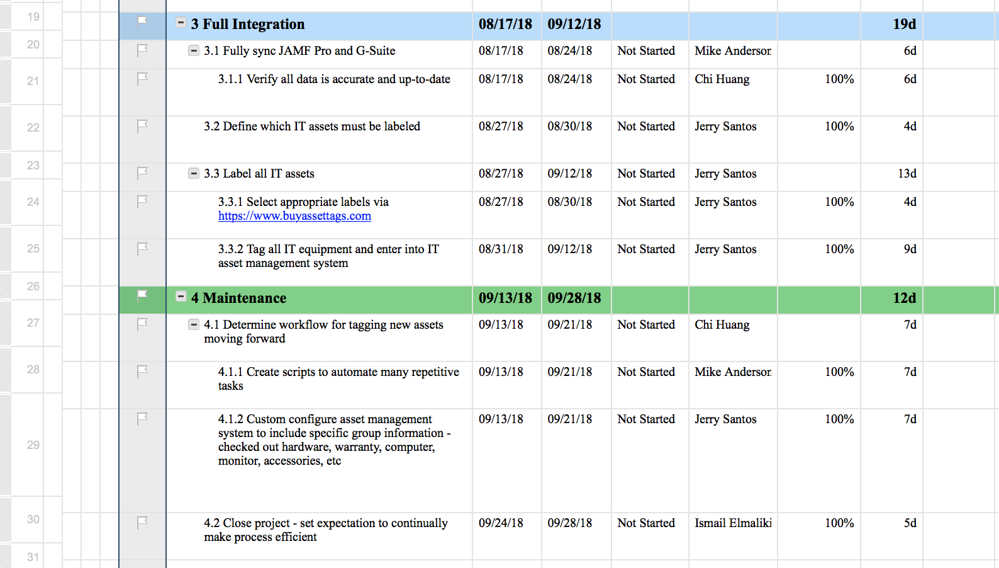 19 3 Full Integration 08/17/18 09/12/18 19d
20 3.1 Fully sync JAMF Pro and G-Suite 08/17/18 08/24/18 Not Started Mike Anderson 6d
21 3.1.1 Verify all data is accurate and up-to-date 08/17/18 08/24/18 Not Started Chi Huang 100% 6d
22 3.2 Define which IT assets must be labeled 08/27/18 08/30/18 Not Started Jerry Santos 100% 4d
23 3.3 Label all IT assets 08/27/18 09/12/18 Not Started Jerry Santos 13d
24 3.3.1 Select appropriate labels via 08/27/18 08/30/18 Not Started Jerry Santos 100% 4d
https://www.buyassettags.com
25 3.3.2 Tag all IT equipment and enter into IT 08/31/18 09/12/18 Not Started Jerry Santos 100% 9d
asset management system
26 4 Maintenance 09/13/18 09/28/18 12d
27 4.1 Determine workflow for tagging new assets 09/13/18 09/21/18 Not Started Chi Huang 7d
moving forward
28 4.1.1 Create scripts to automate many repetitive 09/13/18 09/21/18 Not Started Mike Anderson 100% 7d
tasks
29 4.1.2 Custom configure asset management 09/13/18 09/21/18 Not Started Jerry Santos 100% 7d
system to include specific group information -
checked out hardware, warranty, computer,
monitor, accessories, etc
30 4.2 Close project - set expectation to continually 09/24/18 09/28/18 Not Started Ismail Elmaliki 100% 5d
make process efficient
31